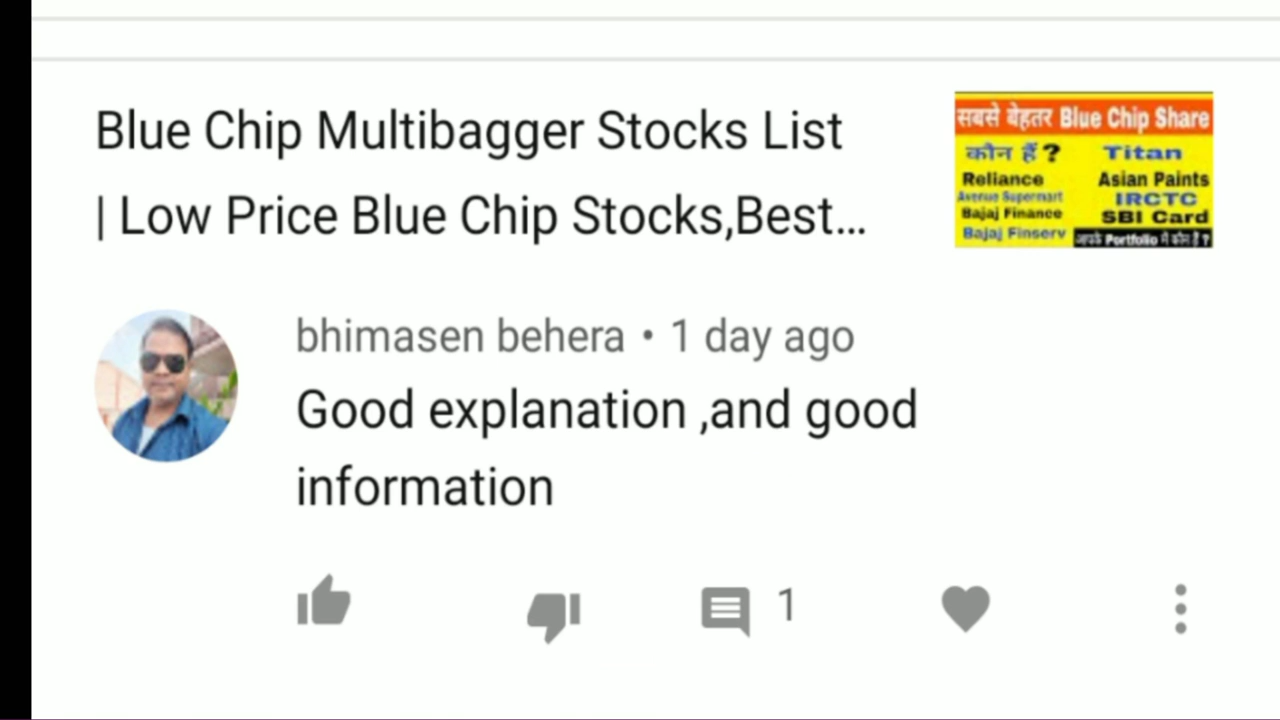 Blue Chip Multibagger Stocks List
| Low Price Blue Chip Stocks,Best...
सबसे बेहतर Blue Chip Share
कौन हैं ?
Titan
Reliance
Asian Paints
Avenue Supermart
IRCTC
Bajaj Finance
SBI Card
Bajaj Finserv
आपके Portfolio में कौन है ?
bhimasen behera • 1 day ago
Good explanation ,and good
information
1